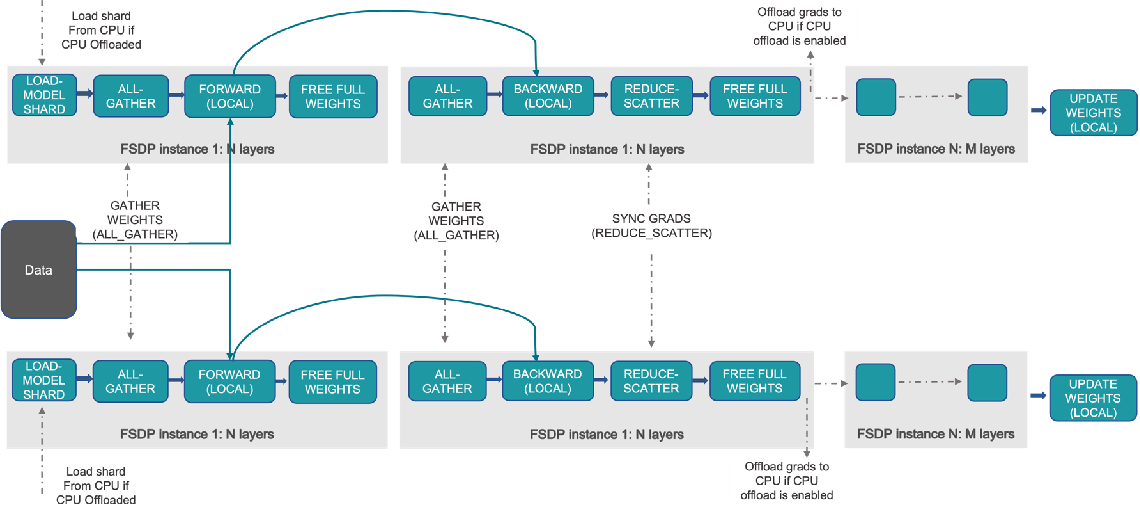 Load shard
From CPU if
CPU Offloaded
Offload grads to
CPU if CPU
offload is enabled
LOAD-
MODEL
SHARD
ALL-
GATHER
FORWARD
(LOCAL)
FREE FULL
WEIGHTS
FSDP instance 1: N layers
ALL-
GATHER
BACKWARD
(LOCAL)
REDUCE-
SCATTER
FREE FULL
WEIGHTS
FSDP instance 1: N layers
FSDP instance N: M layers
UPDATE
WEIGHTS
(LOCAL)
GATHER
WEIGHTS
(ALL_GATHER)
GATHER
WEIGHTS
(ALL_GATHER)
SYNC GRADS
(REDUCE_SCATTER)
Data
LOAD-
MODEL
SHARD
ALL-
GATHER
FORWARD
(LOCAL)
FREE FULL
WEIGHTS
FSDP instance 1: N layers
ALL-
GATHER
BACKWARD
(LOCAL)
REDUCE-
SCATTER
FREE FULL
WEIGHTS
FSDP instance 1: N layers
FSDP instance N: M layers
UPDATE
WEIGHTS
(LOCAL)
Load shard
From CPU if
CPU Offloaded
Offload grads to
CPU if CPU
offload is enabled